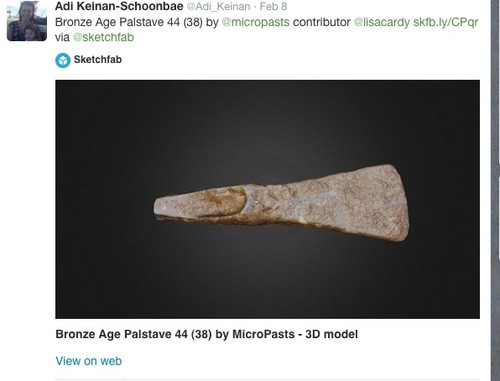 Adi Keinan-Schoonbae @Adi_Keinan · Feb 8
Bronze Age Palstave 44 (38) by @micropasts contributor @lisacardy skfb.ly/CPqr
via @sketchfab
Sketchfab
Bronze Age Palstave 44 (38) by MicroPasts - 3D model
View on web